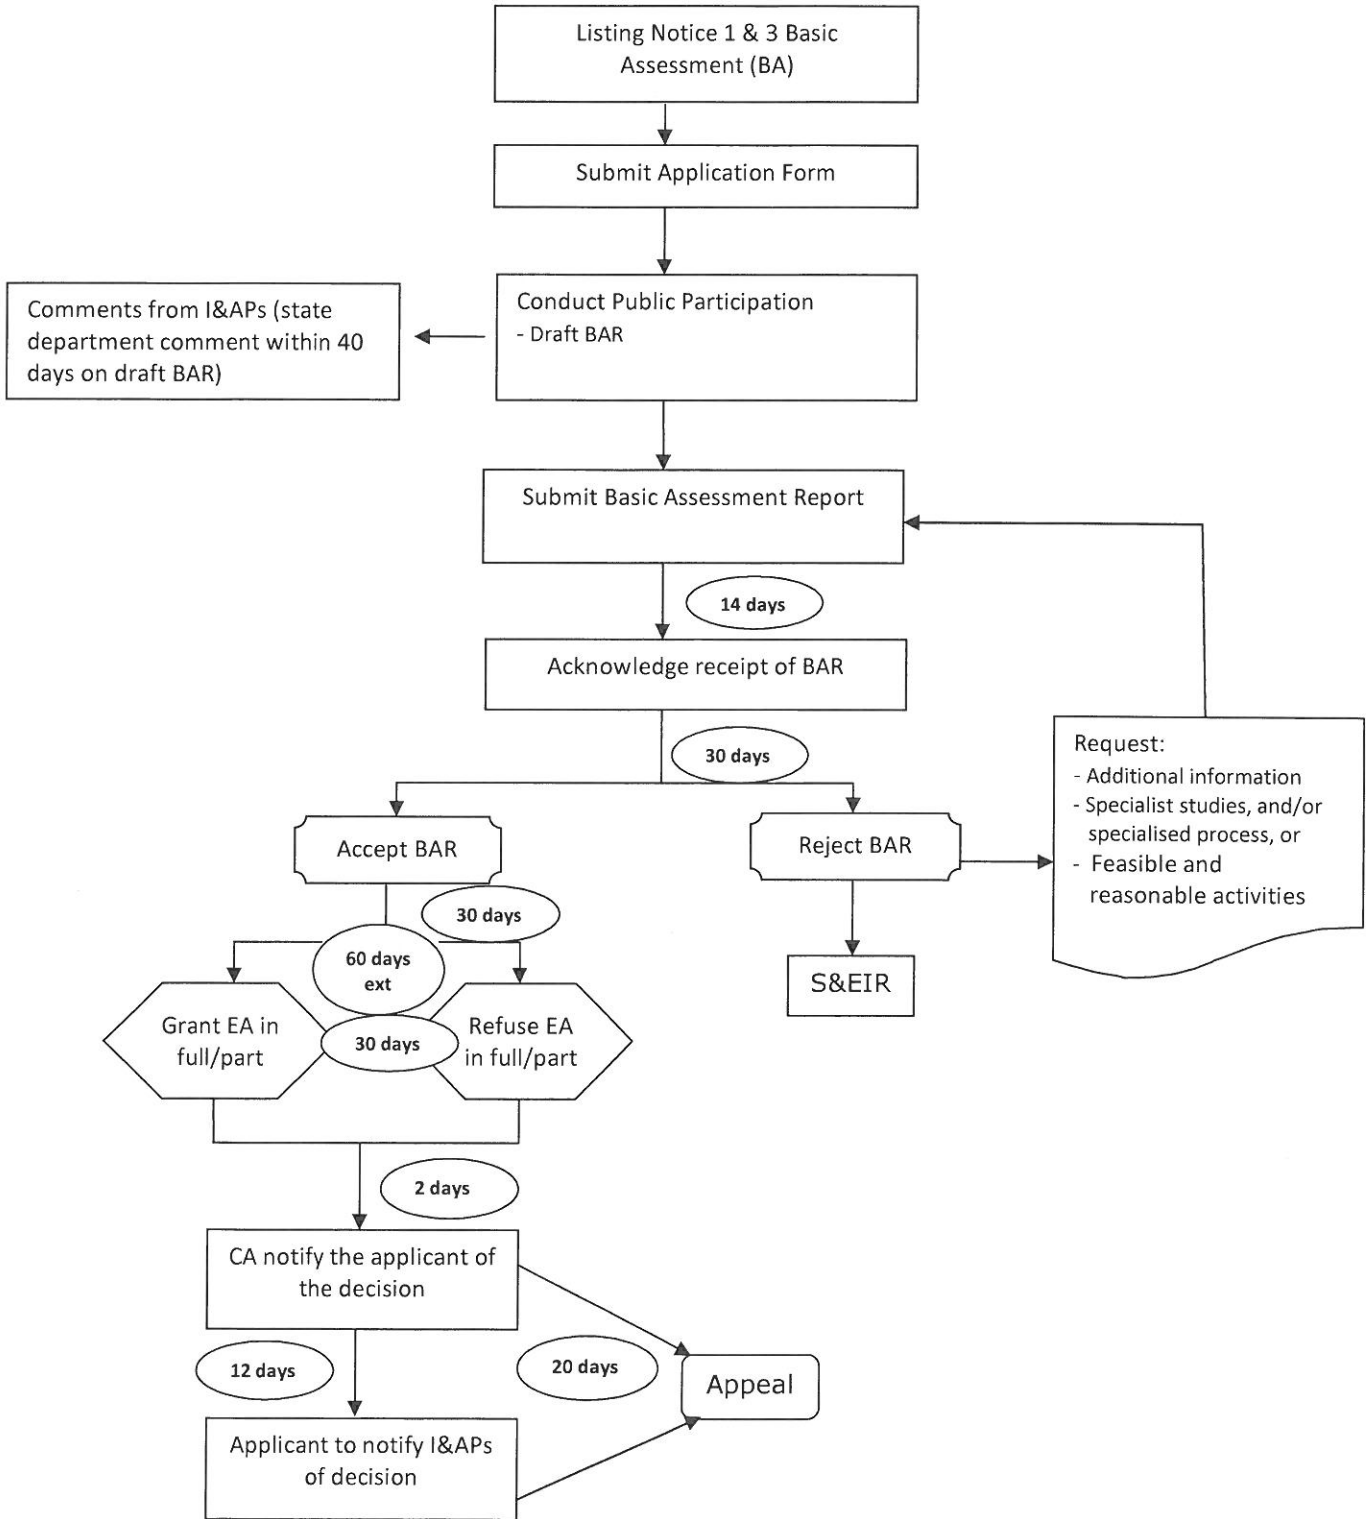 Listing Notice 1 & 3 Basic
Assessment (BA)
Submit Application Form
Conduct Public Participation
- Draft BAR
Comments from I&APs (state
department comment within 40
days on draft BAR)
Submit Basic Assessment Report
14 days
Acknowledge receipt of BAR
30 days
Request:
- Additional information
- Specialist studies, and/or
specialised process, or
- Feasible and
reasonable activities
Accept BAR
Reject BAR
30 days
60 days
ext
S&EIR
Grant EA in
full/part
30 days
Refuse EA
in full/part
2 days
CA notify the applicant of
the decision
12 days
20 days
Appeal
Applicant to notify I&APs
of decision